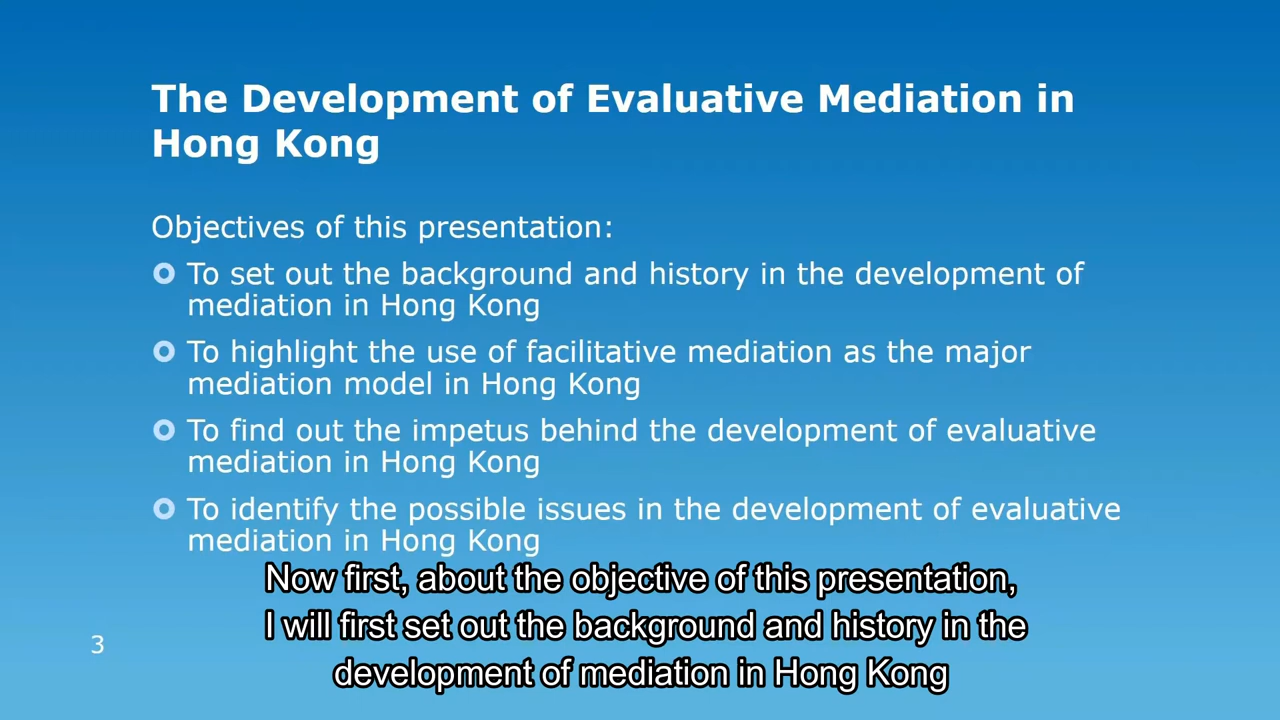 The Development of Evaluative Mediation in
Hong Kong
Objectives of this presentation:
To set out the background and history in the development of
mediation in Hong Kong
To highlight the use of facilitative mediation as the major
mediation model in Hong Kong
To find out the impetus behind the development of evaluative
mediation in Hong Kong
To identify the possible issues in the development of evaluative
mediation in Hong Kong
Now first, about the objective of this presentation,
I will first set out the background and history in the
development of mediation in Hong Kong
3